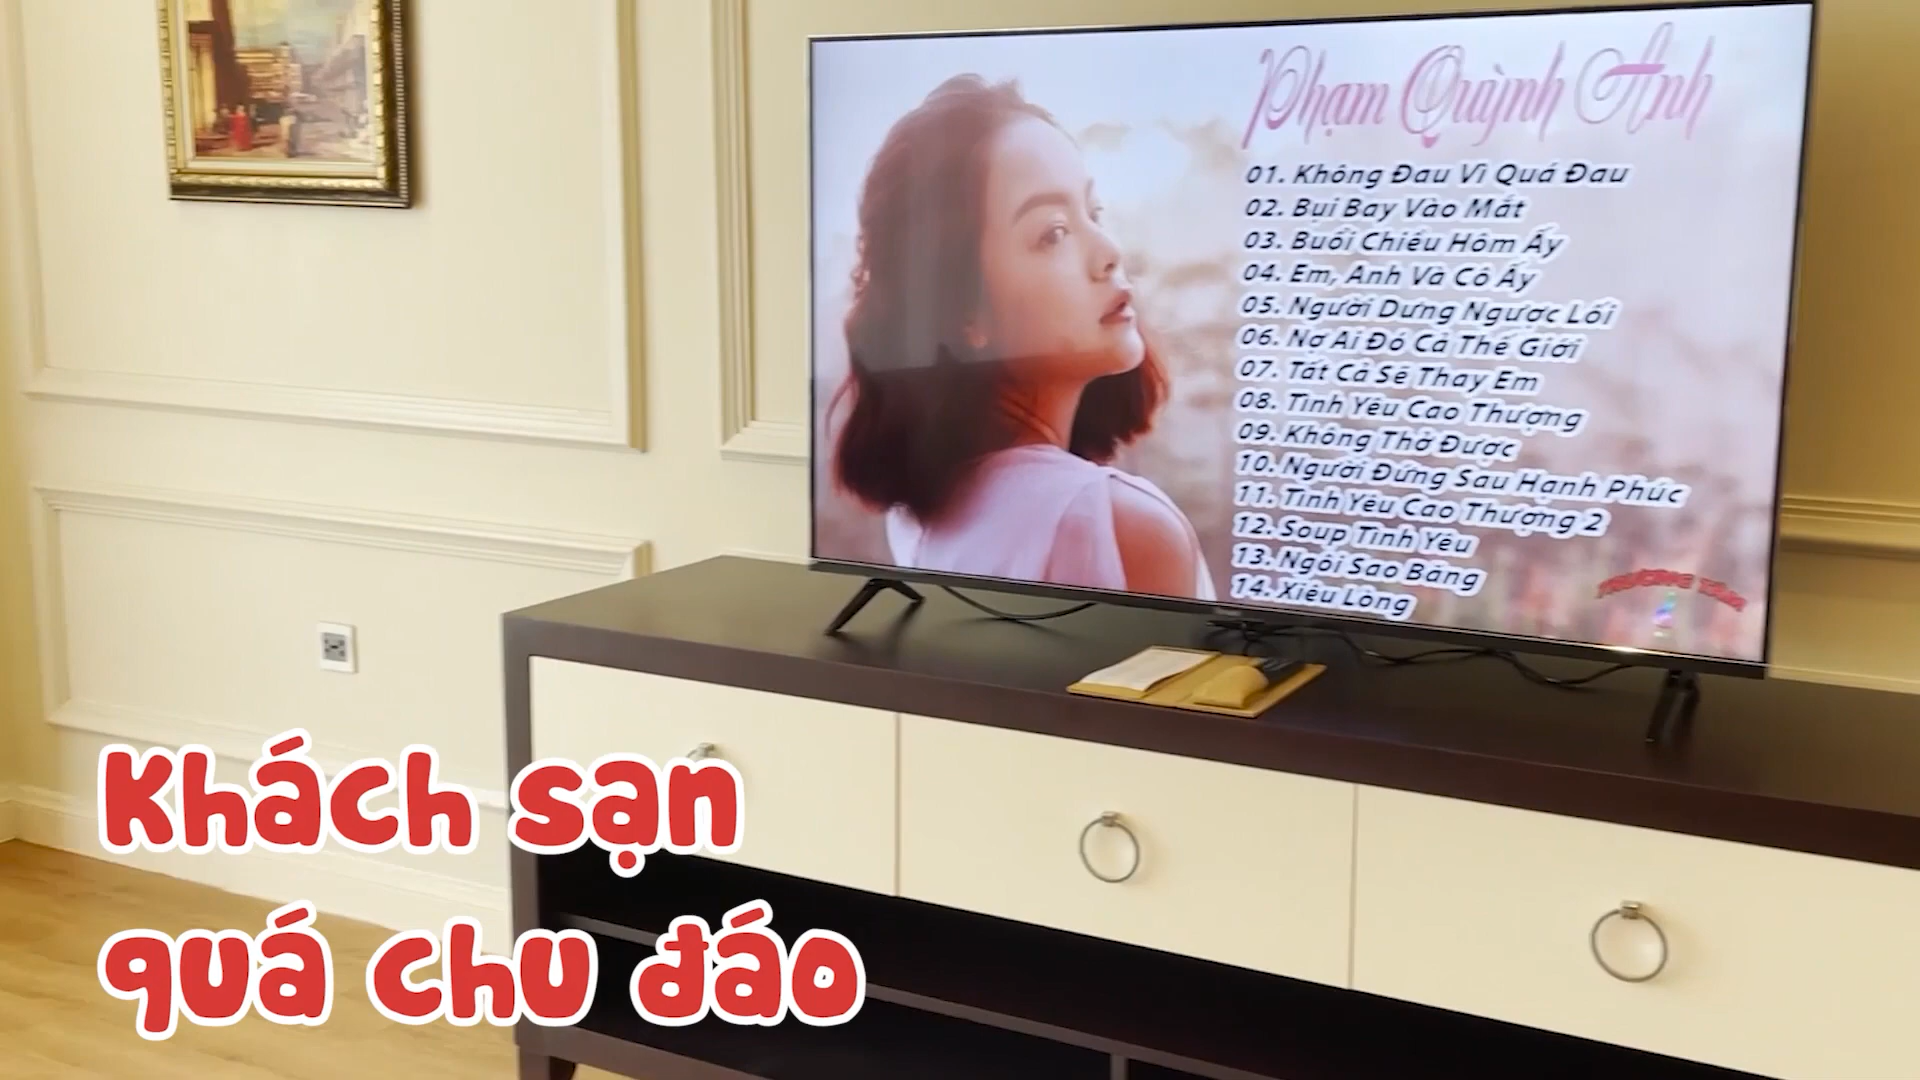 Phạm Quỳnh Anh
01. Không Đau Vì Quá Đau
02. Bụi Bay Vào Mắt
03. Buổi Chiều Hôm Ấy
04. Em, Anh Và Cô Ấy
05. Người Dưng Ngược Lối
06. Nợ Ai Đó Cả Thế Giới
07. Tất Cả Sẽ Thay Em
08. Tình Yêu Cao Thượng
09. Không Thở Được
10. Người Đứng Sau Hạnh Phúc
11. Tình Yêu Cao Thượng 2
12. Soup Tình Yêu
13. Ngôi Sao Băng
14. Xiêu Lòng
Khách sạn
quá chu đáo